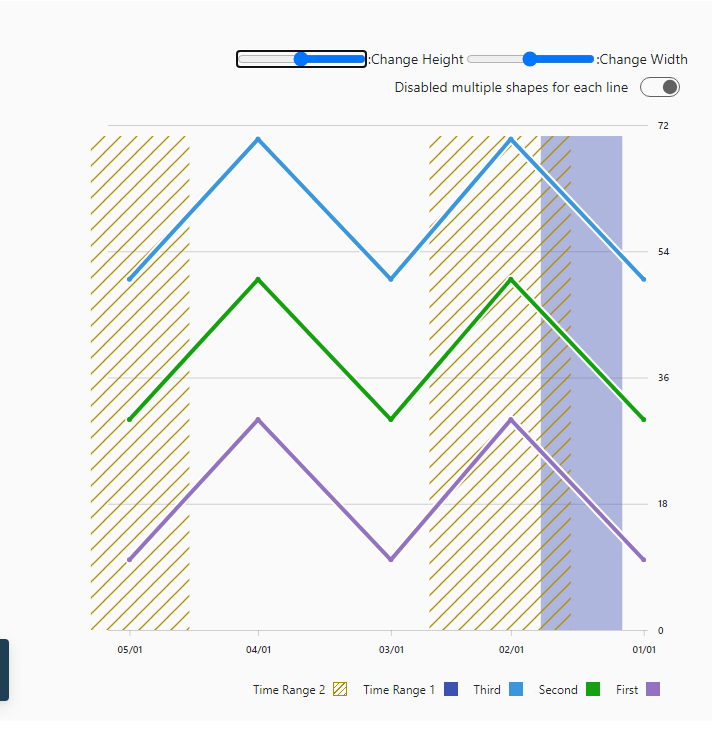 :Change Height :Change Width
Disabled multiple shapes for each line
72
54
36
18
0
05/01 04/01 03/01 02/01 01/01
Time Range 2 Time Range 1 Third Second First